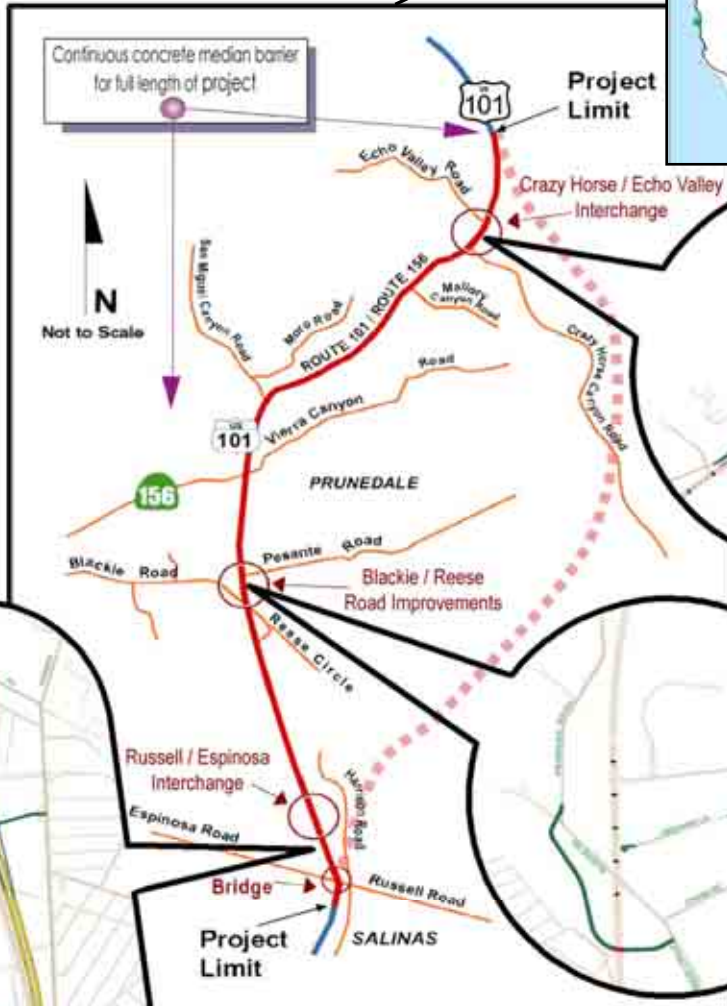 Continuous concrete median barrier
for full length of project
US
101
Project
Limit
Echo Valley Road
Crazy Horse / Echo Valley
Interchange
N
Not to Scale
San Miguel Canyon Road
Moro Road
ROUTE 101 / ROUTE 156
Mallory
Canyon Road
Crazy Horse Canyon Road
US
101
Vierra Canyon Road
156
PRUNEDALE
Blackie Road
Pesante Road
Blackie / Reese
Road Improvements
Reese Circle
Russell / Espinosa
Interchange
Harrison Road
Espinosa Road
Bridge
Russell Road
Project
Limit
SALINAS